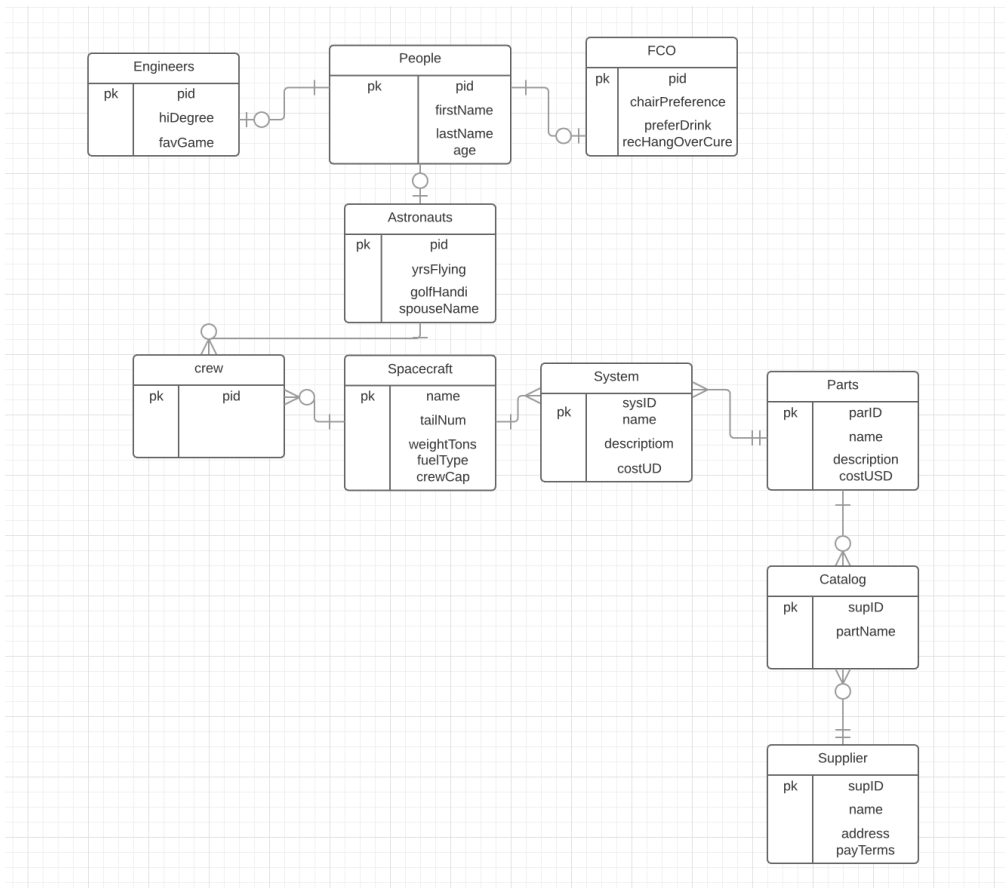 Engineers
pk
pid
hiDegree
favGame
People
pk
pid
firstName
lastName
age
FCO
pk
pid
chairPreference
preferDrink
recHangOverCure
Astronauts
pk
pid
yrsFlying
golfHandi
spouseName
crew
pk
pid
Spacecraft
pk
name
tailNum
weightTons
fuelType
crewCap
System
pk
sysID
name
descriptiom
costUD
Parts
pk
parID
name
description
costUSD
Catalog
pk
supID
partName
Supplier
pk
supID
name
address
payTerms